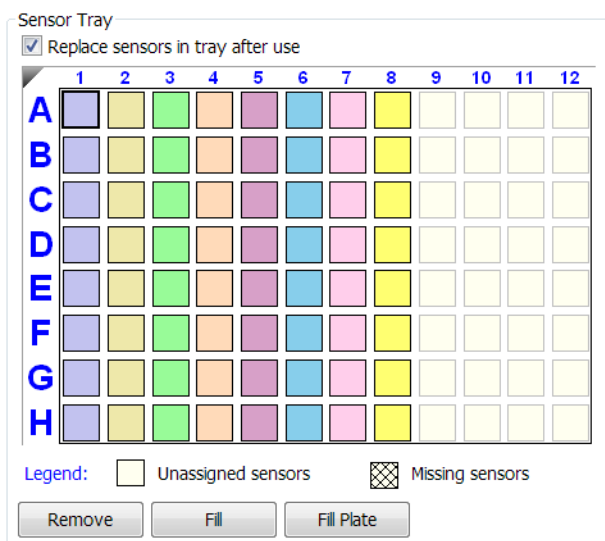 Sensor Tray
Replace sensors in tray after use
1 2 3 4 5 6 7 8 9 10 11 12
A
B
C
D
E
F
G
H
Legend: Unassigned sensors Missing sensors
Remove Fill Fill Plate